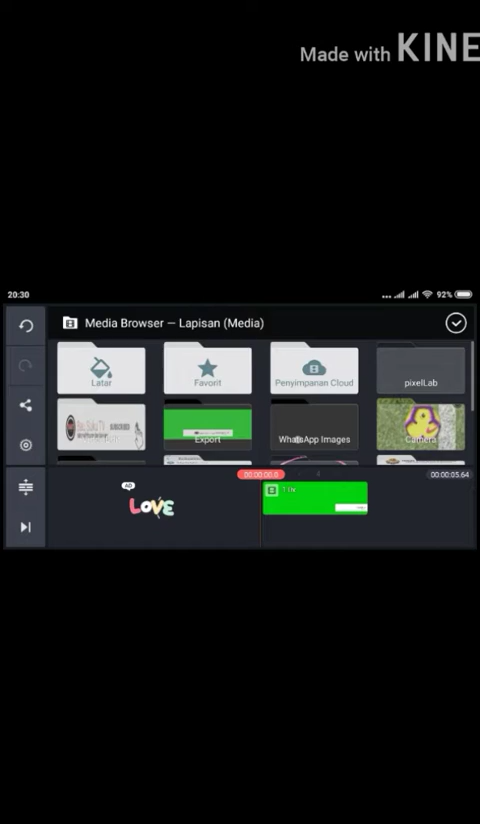 Made with KINE
20:30
92%
Media Browser — Lapisan (Media)
Latar
Favorit
Penyimpanan Cloud
pixelLab
Export
WhatsApp Images
Camera
00:00:00.0
00:00:05.64
AD
LOVE